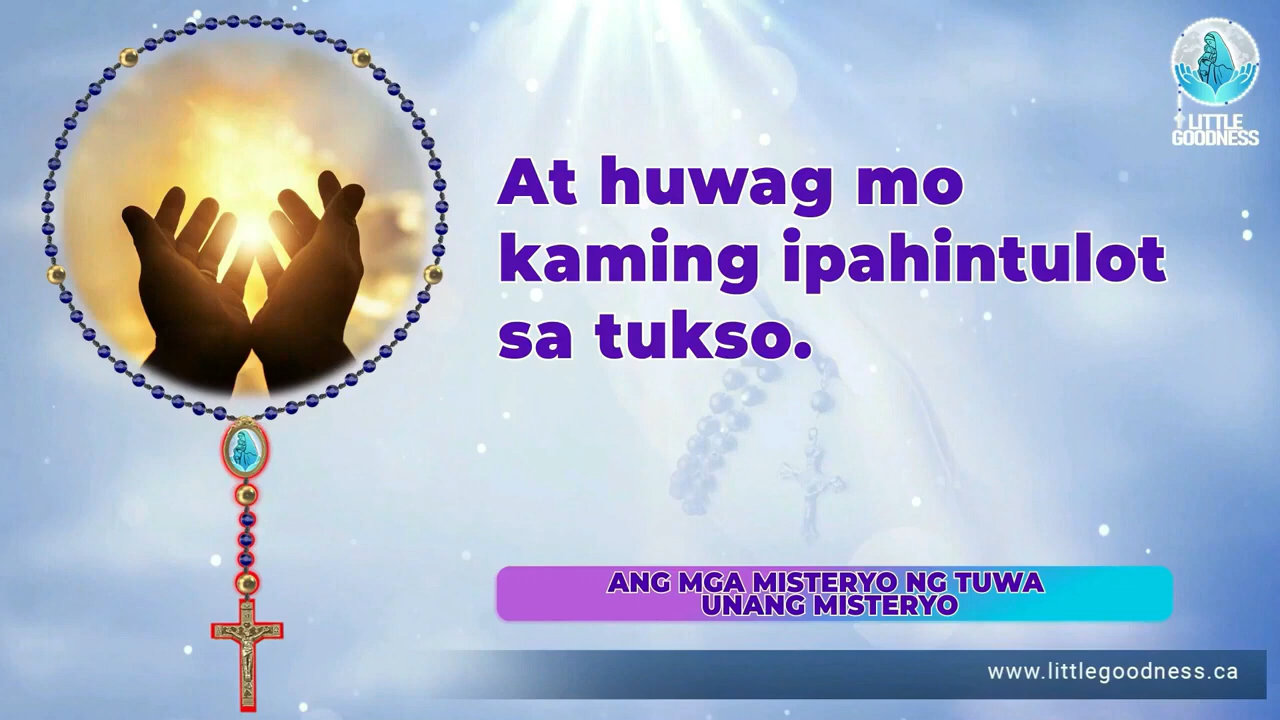 LITTLE
GOODNESS
At huwag mo
kaming ipahintulot
sa tukso.
ANG MGA MISTERYO NG TUWA
UNANG MISTERYO
www.littlegoodness.ca